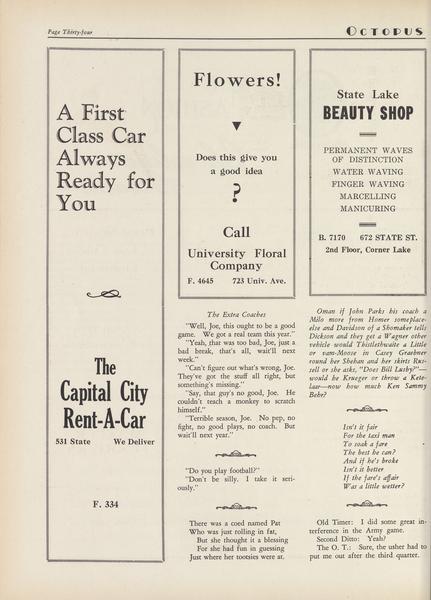 Page Thirty-four
OCTOPUS
A First
Class Car
Always
Ready for
You
The
Capital City
Rent-A-Car
531 State We Deliver
F. 334
Flowers!
Does this give you
a good idea
?
Call
University Floral
Company
F. 4645 723 Univ. Ave.
State Lake
BEAUTY SHOP
PERMANENT WAVES
OF DISTINCTION
WATER WAVING
FINGER WAVING
MARCELLING
MANICURING
B. 7170 672 STATE ST.
2nd Floor, Corner Lake
The Extra Coaches
"Well, Joe, this ought to be a good
game. We got a real team this year."
"Yeah, that was too bad, Joe, just a
bad break, that's all, wait'll next
week."
"Can't figure out what's wrong, Joe.
They've got the stuff all right, but
something's missing."
"Say, that guy's no good, Joe. He
couldn't teach a monkey to scratch
himself."
"Terrible season, Joe. No pep, no
fight, no good plays, no coach. But
wait'll next year."
"Do you play football?"
"Don't be silly. I take it seri-
ously."
There was a coed named Pat
Who was just rolling in fat,
But she thought it a blessing
For she had fun in guessing
Just where her tootsies were at.
Oman if John Parks his coach a
Milo more from Homer someplace-
else and Davidson of a Shomaker tells
Dickson and they get a Wagner other
vehicle would Thistlethwaite a Little
or vam-Moose in Casey Graebner
round her Shehan and her skirts Rus-
sell or she asks, "Does Bill Lusby?"—
would he Krueger or throw a Kete-
laar—now how much Ken Sammy
Behr?
Isn't it fair
For the taxi man
To soak a fare
The best he can?
And if he's broke
Isn't it better
If the fare's affair
Was a little wetter?
Old Timer: I did some great in-
terference in the Army game.
Second Ditto: Yeah?
The O. T.: Sure, the usher had to
put me out after the third quarter.